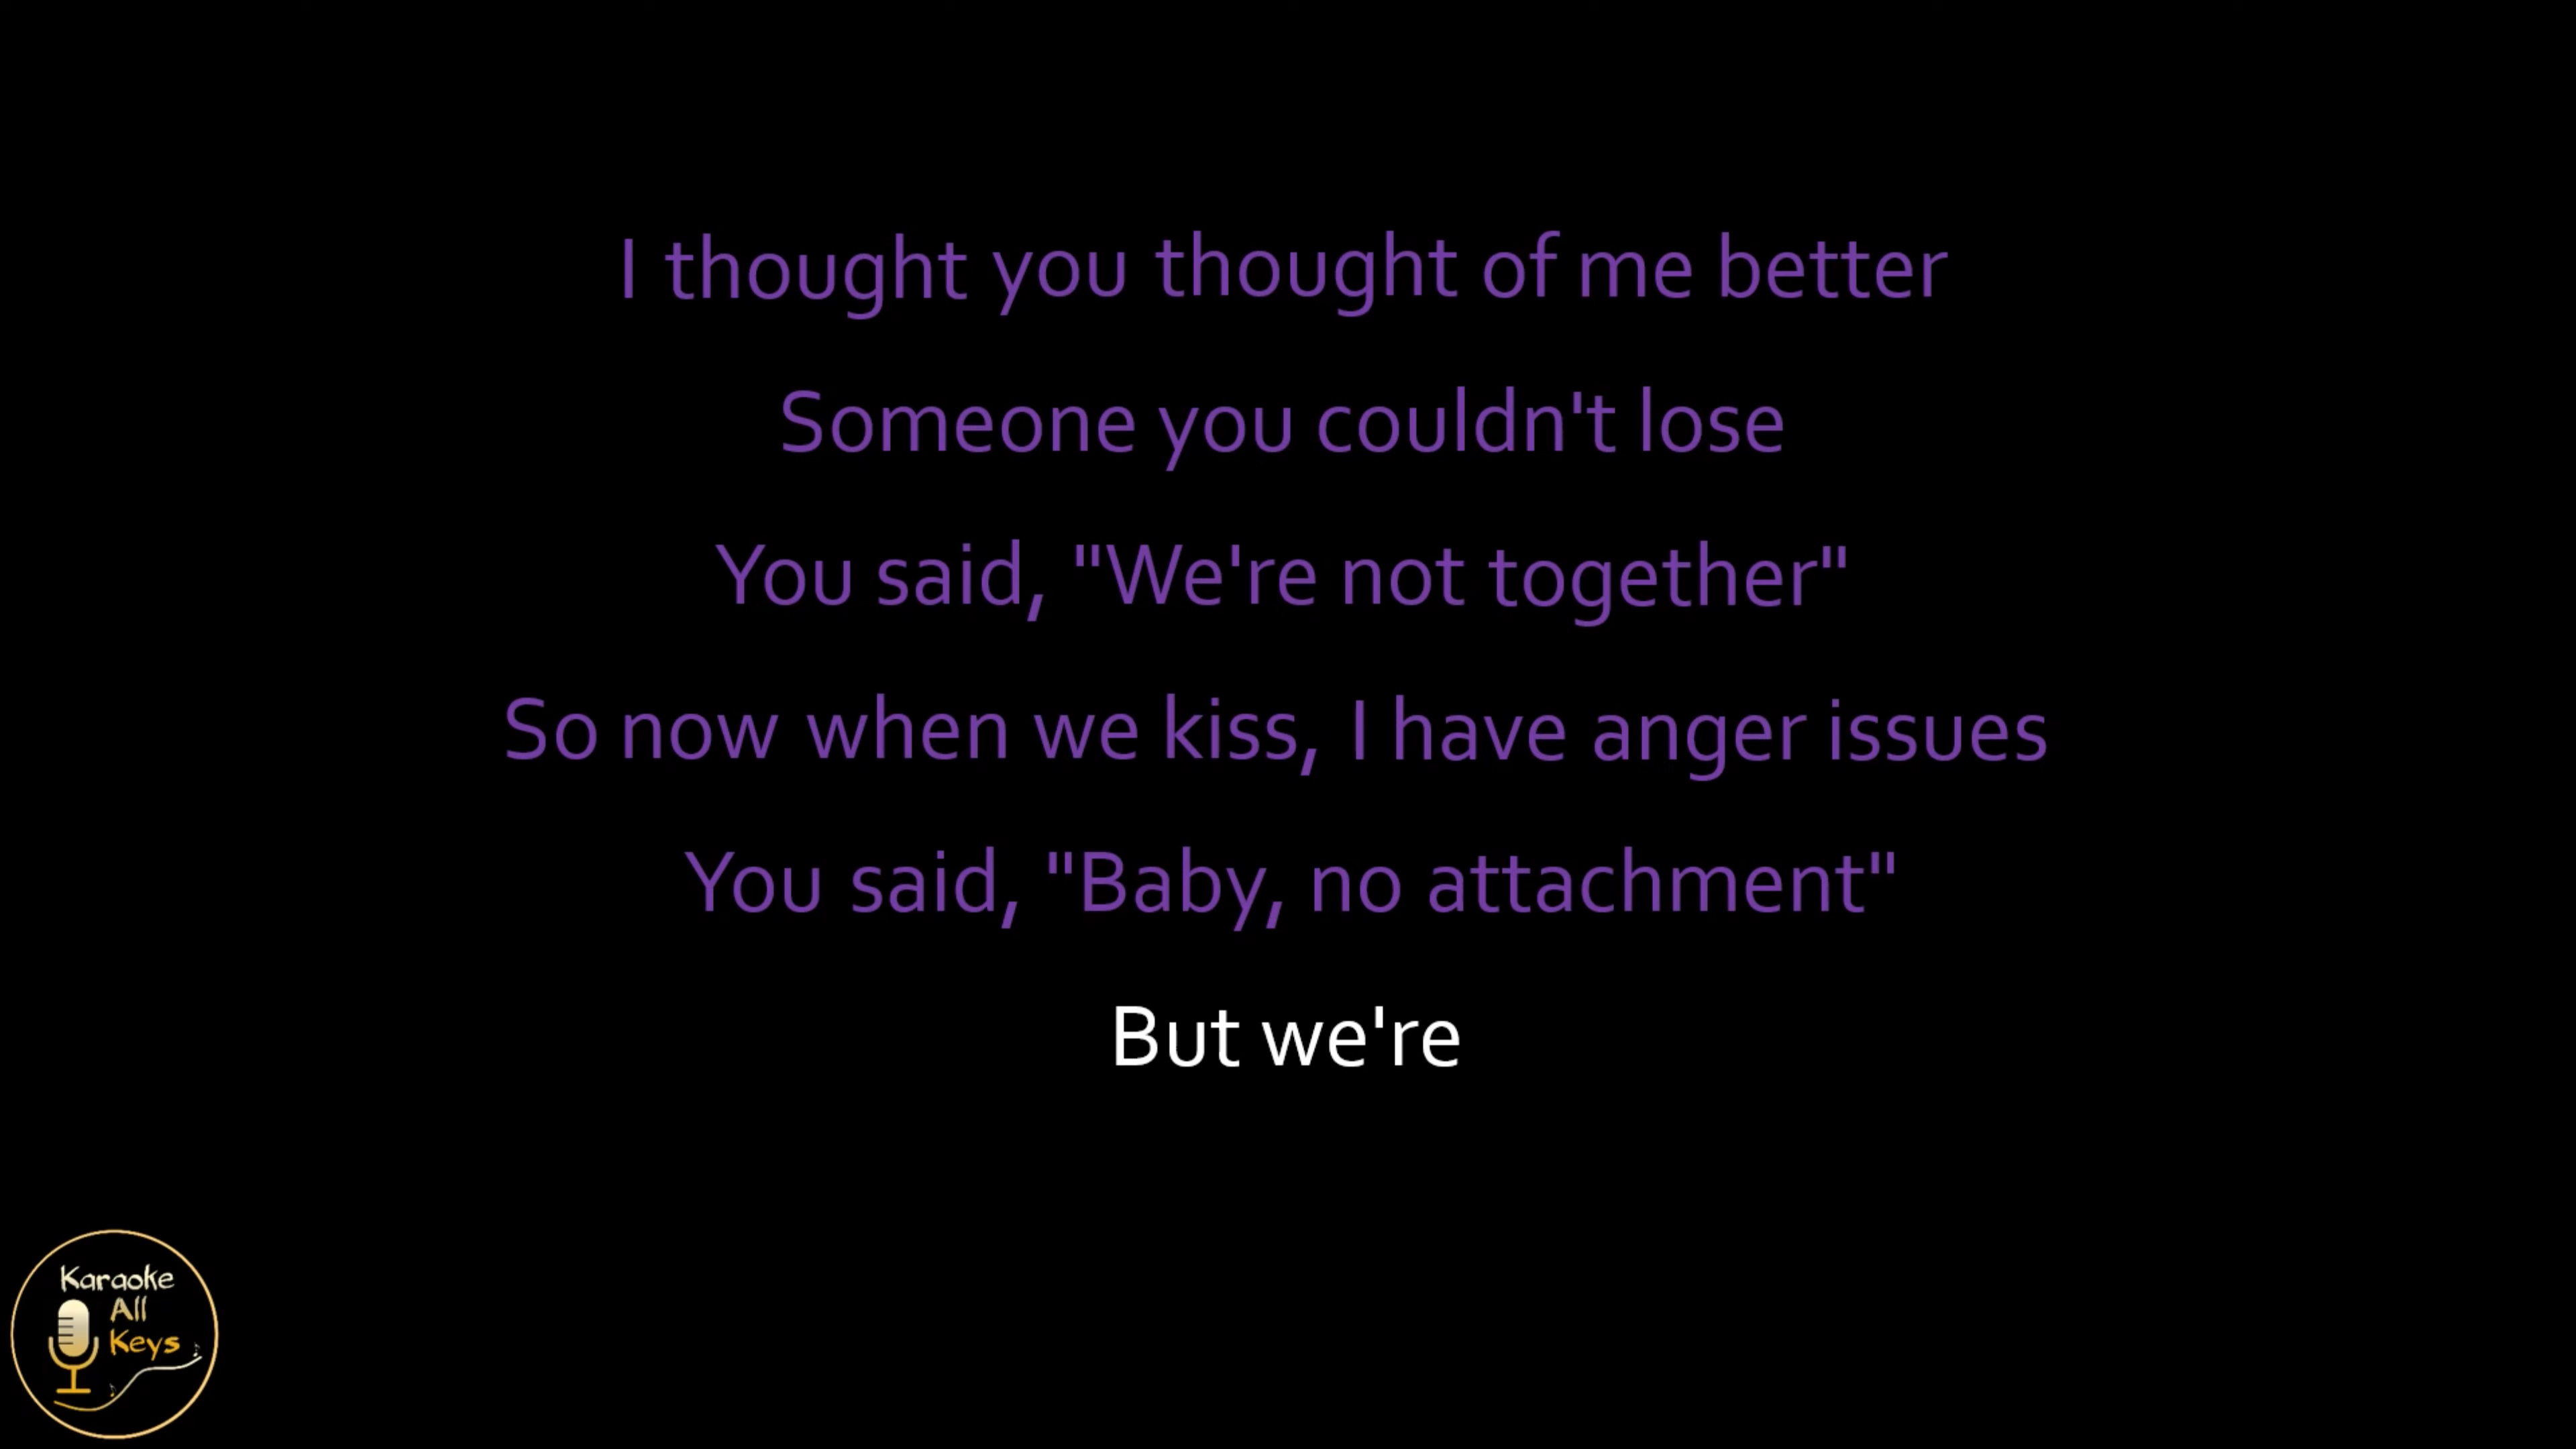 I thought you thought of me better
Someone you couldn't lose
You said, "We're not together"
So now when we kiss, I have anger issues
You said, "Baby, no attachment"
But we're
Karaoke
All
Keys